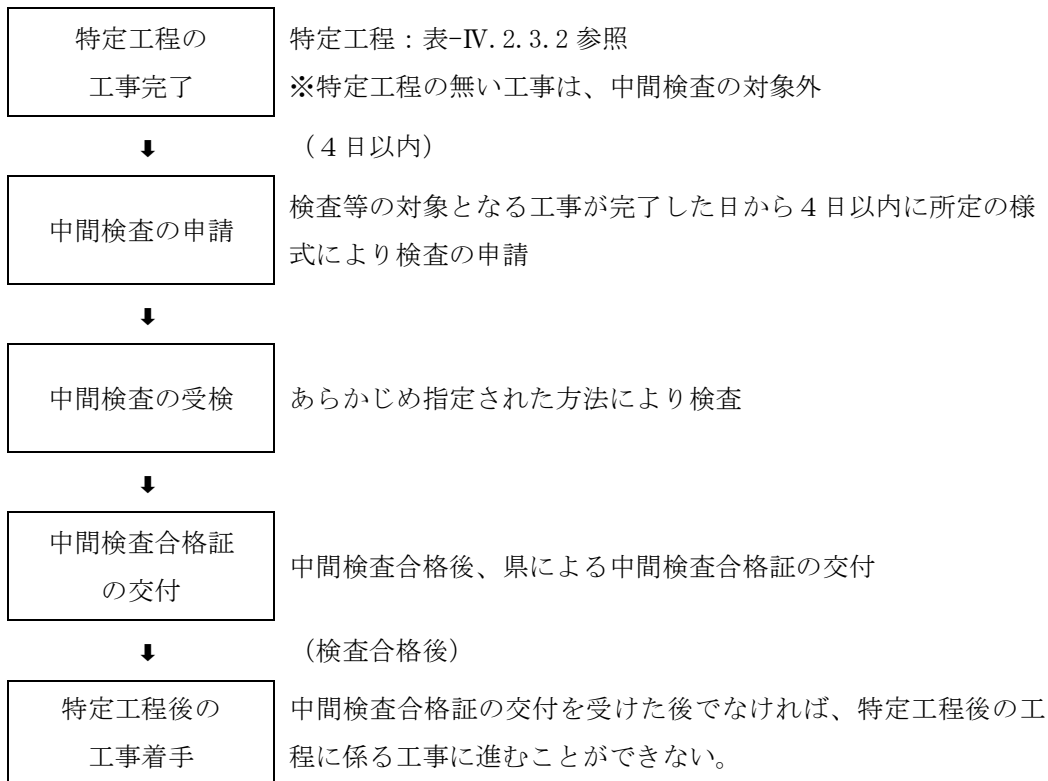 特定工程の
工事完了
特定工程：表-Ⅳ.2.3.2 参照
※特定工程の無い工事は、中間検査の対象外
⬇
（４日以内）
中間検査の申請
検査等の対象となる工事が完了した日から４日以内に所定の様
式により検査の申請
⬇
中間検査の受検
あらかじめ指定された方法により検査
⬇
中間検査合格証
の交付
中間検査合格後、県による中間検査合格証の交付
⬇
（検査合格後）
特定工程後の
工事着手
中間検査合格証の交付を受けた後でなければ、特定工程後の工
程に係る工事に進むことができない。